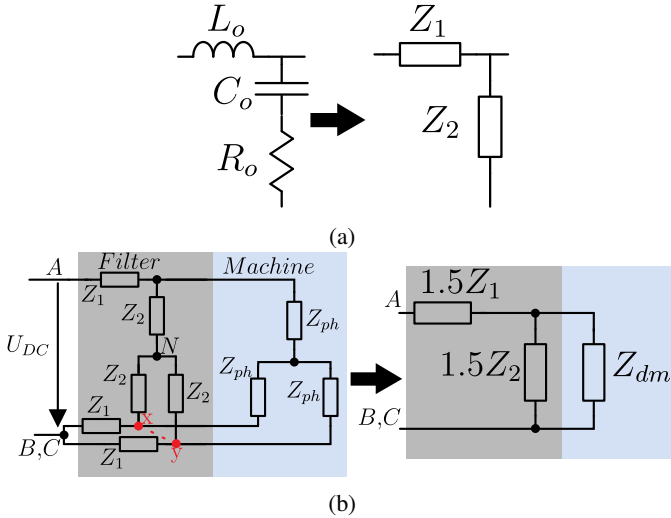 L_o
C_o
R_o
Z_1
Z_2
(a)
A Filter Machine
Z_1
Z_2
Z_ph
U_DC
N
Z_2 Z_2
Z_ph Z_ph
Z_1 x
B,C Z_1 y
A 1.5Z_1
1.5Z_2 Z_dm
B,C
(b)